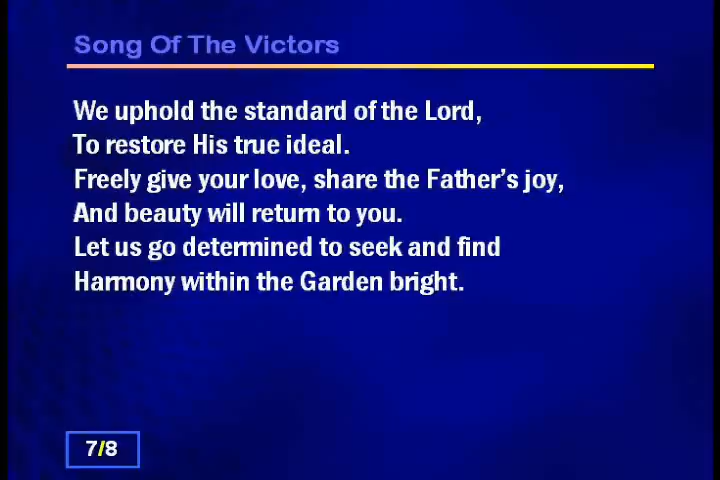 Song Of The Victors
We uphold the standard of the Lord,
To restore His true ideal.
Freely give your love, share the Father's joy,
And beauty will return to you.
Let us go determined to seek and find
Harmony within the Garden bright.
7/8